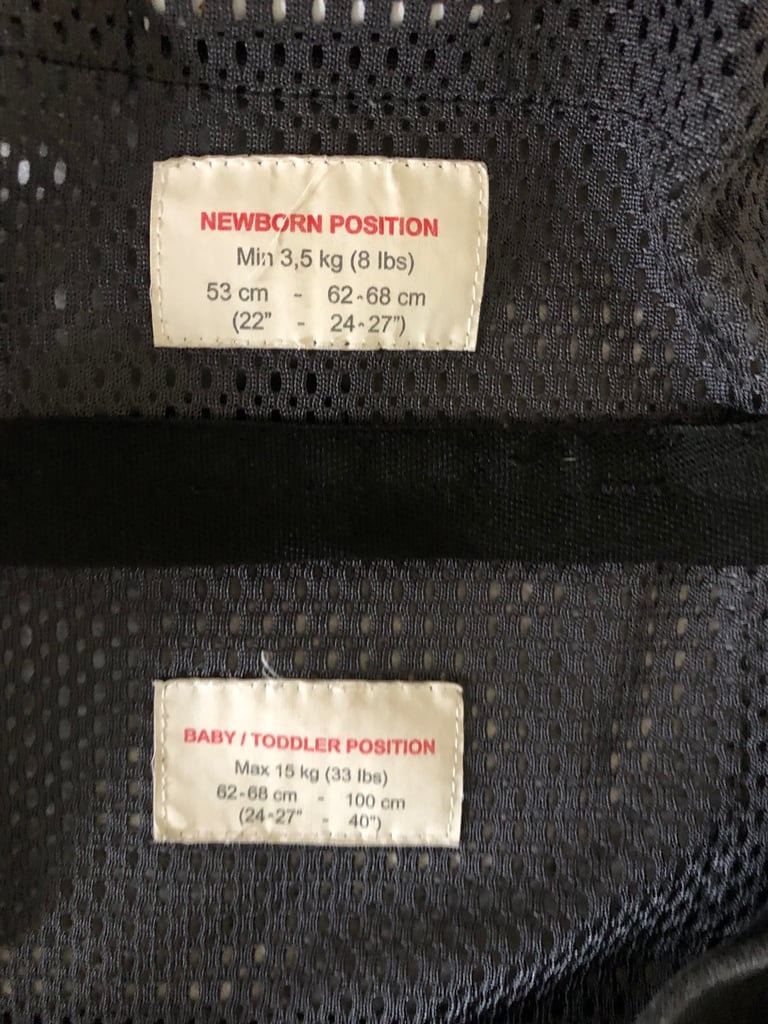 NEWBORN POSITION
Min 3,5 kg (8 lbs)
53 cm - 62-68 cm
(22" - 24-27")
BABY / TODDLER POSITION
Max 15 kg (33 lbs)
62-68 cm - 100 cm
(24-27" - 40")